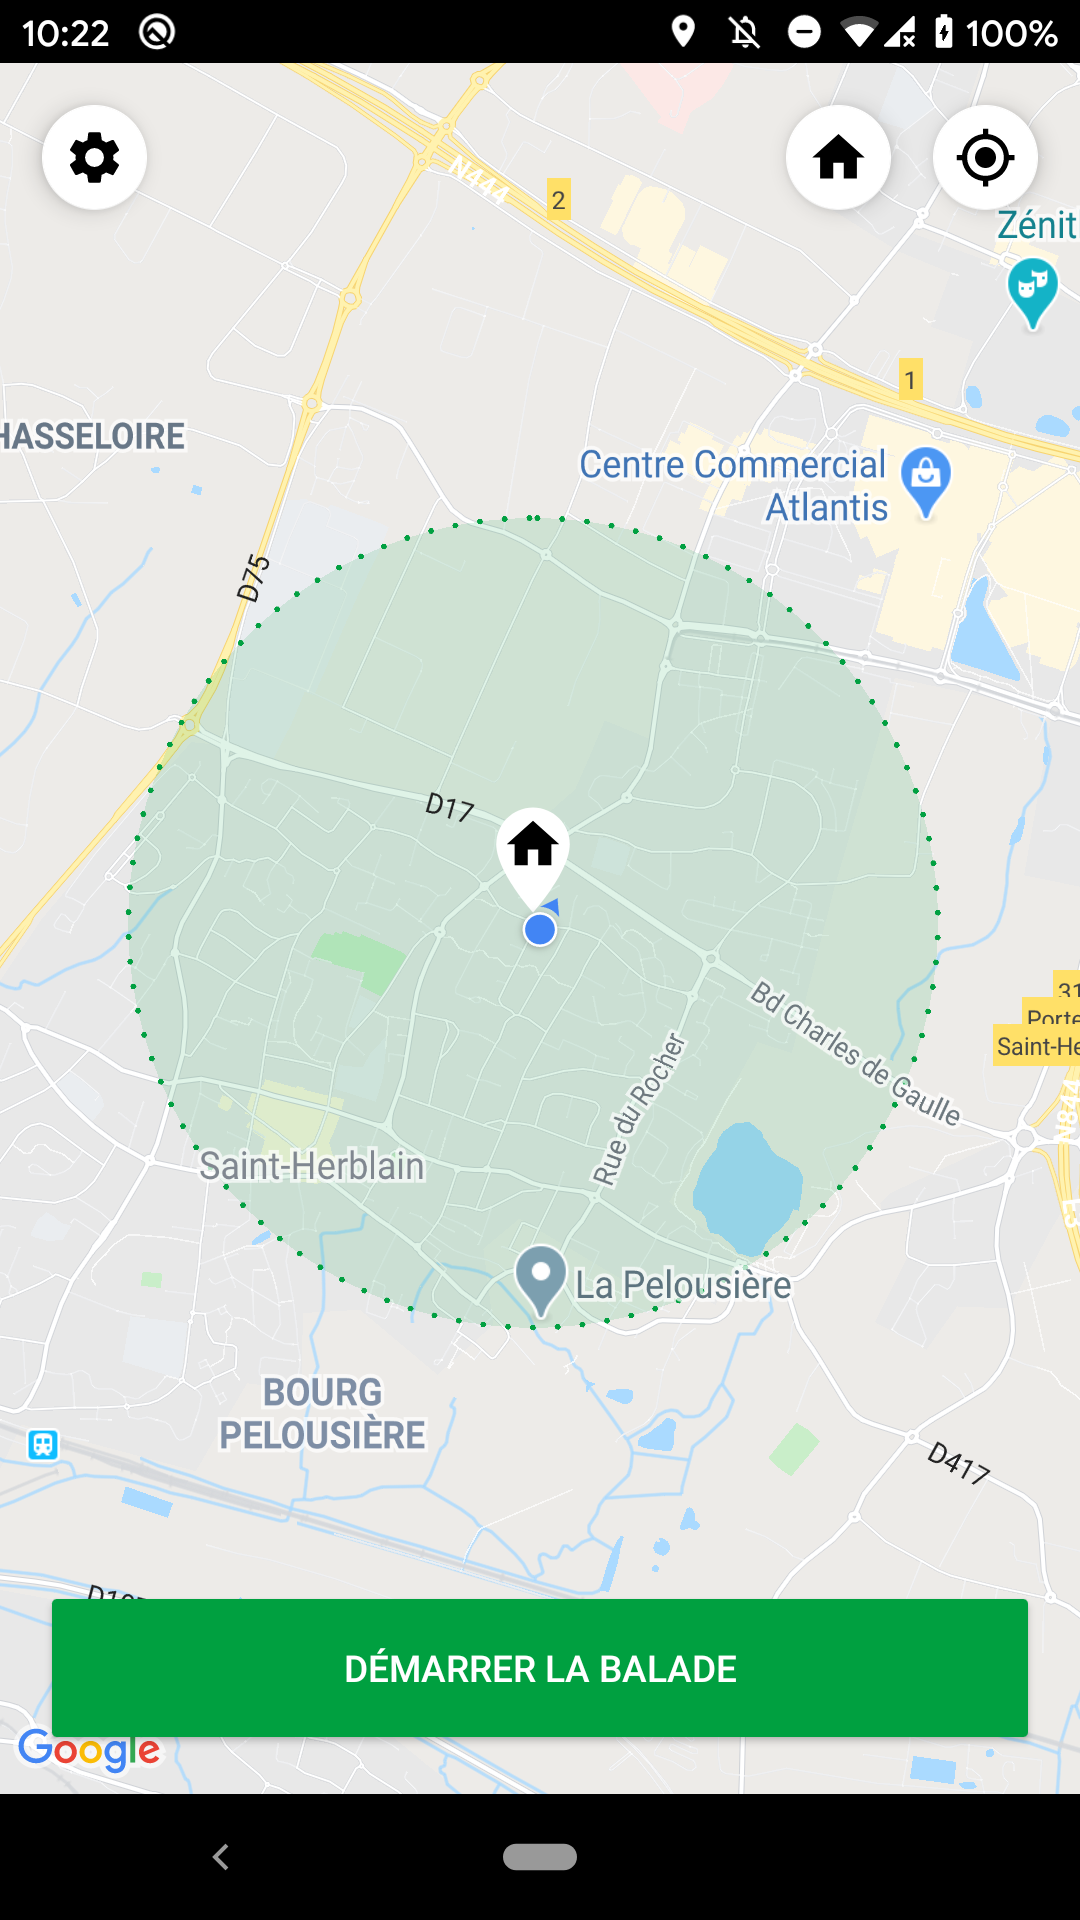 10:22
100%
N444
2
Zénit
1
HASSELOIRE
Centre Commercial
Atlantis
D75
D17
31
Porte
Saint-He
Bd Charles de Gaulle
Rue du Rocher
N844
Saint-Herblain
La Pelousière
BOURG
PELOUSIÈRE
D417
DÉMARRER LA BALADE
Google